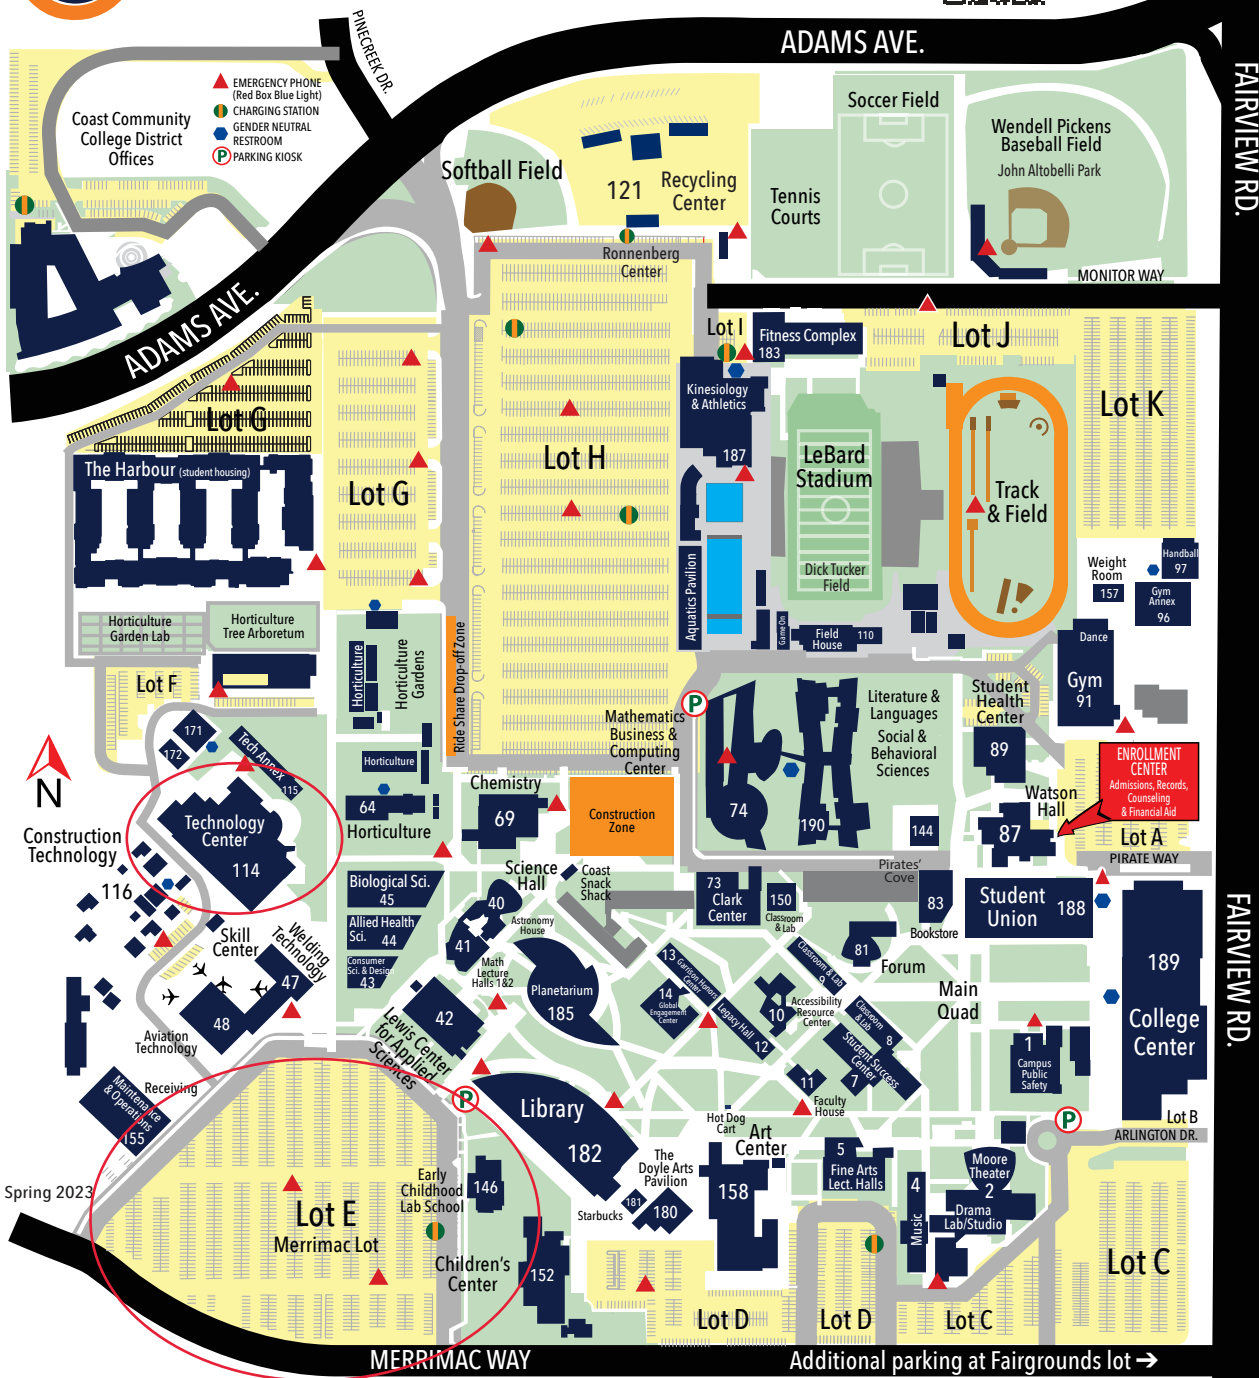 ADAMS AVE.
PINECREEK DR.
FAIRVIEW RD.
EMERGENCY PHONE
(Red Box Blue Light)
CHARGING STATION
GENDER NEUTRAL
RESTROOM
P PARKING KIOSK
Coast Community
College District
Offices
Softball Field
121
Recycling
Center
Tennis
Courts
Soccer Field
Wendell Pickens
Baseball Field
John Altobelli Park
Ronnenberg
Center
MONITOR WAY
ADAMS AVE.
Lot I
Fitness Complex
183
Lot J
Kinesiology
& Athletics
187
Lot K
Lot G
The Harbour (student housing)
Lot G
Lot H
LeBard
Stadium
Track
& Field
Dick Tucker
Field
Aquatics Pavilion
Weight
Room
157
Handball
97
Gym
Annex
96
Horticulture
Garden Lab
Horticulture
Tree Arboretum
Horticulture
Horticulture
Gardens
Ride Share Drop-off Zone
Game On
Field
House
110
Dance
Gym
91
Lot F
Mathematics
Business &
Computing
Center
P
Literature &
Languages
Social &
Behavioral
Sciences
Student
Health
Center
89
171
172
Tech Annex
115
Horticulture
74
190
144
N
Technology
Center
114
64
Horticulture
Chemistry
69
Construction
Zone
Watson
Hall
87
ENROLLMENT
CENTER
Admissions, Records,
Counseling
& Financial Aid
Lot A
PIRATE WAY
Construction
Technology
116
Science
Hall
Coast
Snack
Shack
Pirates'
Cove
Biological Sci.
45
Allied Health
Sci. 44
Consumer
Sci. & Design
43
40
41
Astronomy
House
Math
Lecture
Halls 1&2
73
Clark
Center
150
Classroom
& Lab
83
Bookstore
Student
Union
188
Skill
Center
Welding
Technology
47
48
Aviation
Technology
Planetarium
185
42
Lewis Center
for Applied
Sciences
13
Garrison Honors
Center
14
Global
Engagement
Center
Legacy Hall
12
Classroom & Lab
9
81
Forum
10
Accessibility
Resource
Center
Classroom
& Lab
8
Student Success
Center
7
Main
Quad
189
College
Center
FAIRVIEW RD.
1
Campus
Public
Safety
11
Faculty
House
Receiving
Maintenance
& Operations
155
P
Library
182
Hot Dog
Cart
Art
Center
158
P
Lot B
ARLINGTON DR.
5
Fine Arts
Lect. Halls
Moore
Theater
2
Drama
Lab/Studio
4
Music
Spring 2023
Lot E
Merrimac Lot
Early
Childhood
Lab School
146
The
Doyle Arts
Pavilion
181
180
Starbucks
Children's
Center
152
Lot D
Lot D
Lot C
Lot C
MERRIMAC WAY
Additional parking at Fairgrounds lot